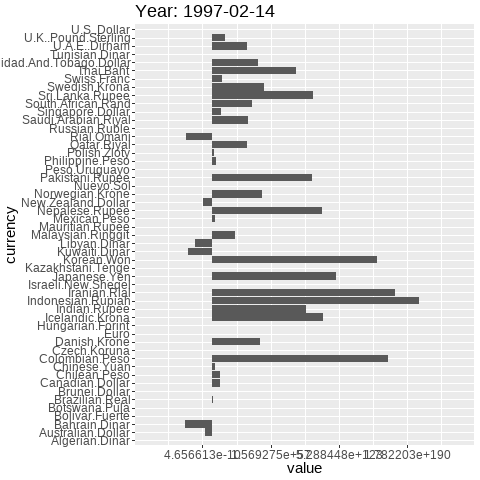 Year: 1997-02-14
U.S. Dollar
U.K. Pound.Sterling
U.A.E. Dirham
Tunisian.Dinar
idad.And.Tobago.Dollar
Thai.Baht
Swiss.Franc
Swedish.Krona
Sri.Lanka.Rupee
South.African.Rand
Singapore.Dollar
Saudi.Arabian.Riyal
Russian.Ruble
Rial.Omani
Qatar.Riyal
Polish.Zloty
Philippine.Peso
Peso.Uruguayo
Pakistani.Rupee
Nuevo.Sol
Norwegian.Krone
New.Zealand.Dollar
Nepalese.Rupee
Mexican.Peso
Mauritian.Rupee
Malaysian.Ringgit
Libyan.Dinar
Kuwaiti.Dinar
Korean.Won
Kazakhstani.Tenge
Japanese.Yen
Israeli.New.Shegel
Iranian.Rial
Indonesian.Rupiah
Indian.Rupee
Icelandic.Krona
Hungarian.Forint
Euro
Danish.Krone
Czech.Koruna
Colombian.Peso
Chinese.Yuan
Chilean.Peso
Canadian.Dollar
Brunei.Dollar
Brazilian.Real
Botswana.Pula
Bolivar.Fuerte
Bahrain.Dinar
Australian.Dollar
Algerian.Dinar
currency
value